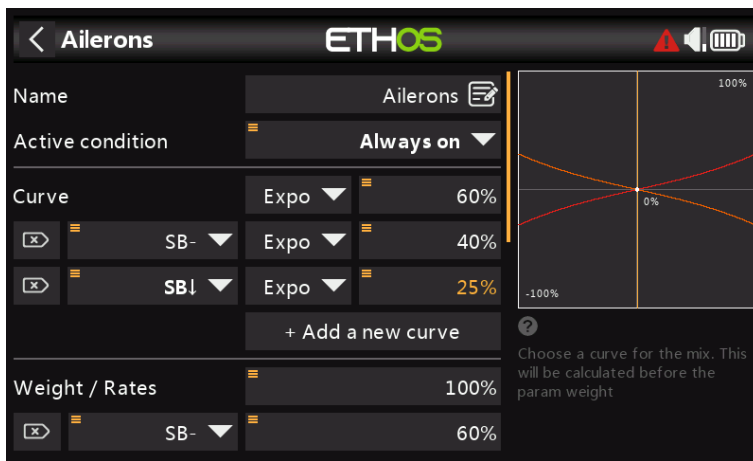 Ailerons ETHOS
Name Ailerons
Active condition Always on
Curve Expo 60%
SB- Expo 40%
SB↓ Expo 25%
+ Add a new curve
Weight / Rates 100%
SB- 60%
100%
0%
-100%
?
Choose a curve for the mix. This
will be calculated before the
param weight